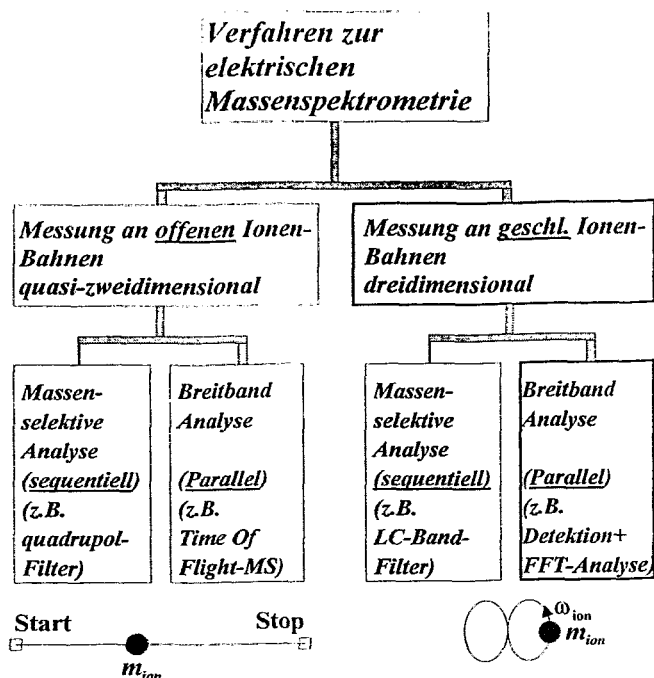 Verfahren zur
elektrischen
Massenspektrometrie
Messung an offenen Ionen-
Bahnen
quasi-zweidimensional
Messung an geschl. Ionen-
Bahnen
dreidimensional
Massen-
selektive
Analyse
(sequentiell)
(z.B.
quadrupol-
Filter)
Breitband
Analyse
(Parallel)
(z.B.
Time Of
Flight-MS)
Massen-
selektive
Analyse
(sequentiell)
(z.B.
LC-Band-
Filter)
Breitband
Analyse
(Parallel)
(z.B.
Detektion+
FFT-Analyse)
Start
Stop
m_ion
ω_ion
m_ion